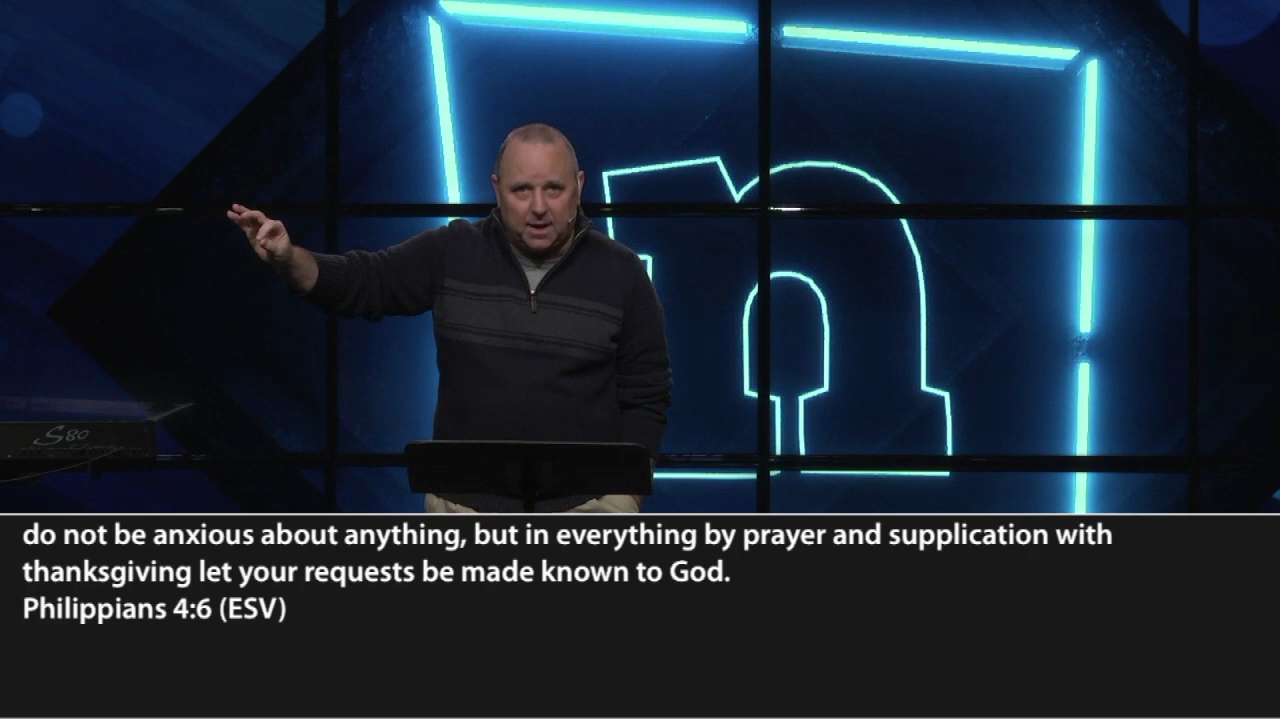 n
S80
do not be anxious about anything, but in everything by prayer and supplication with
thanksgiving let your requests be made known to God.
Philippians 4:6 (ESV)